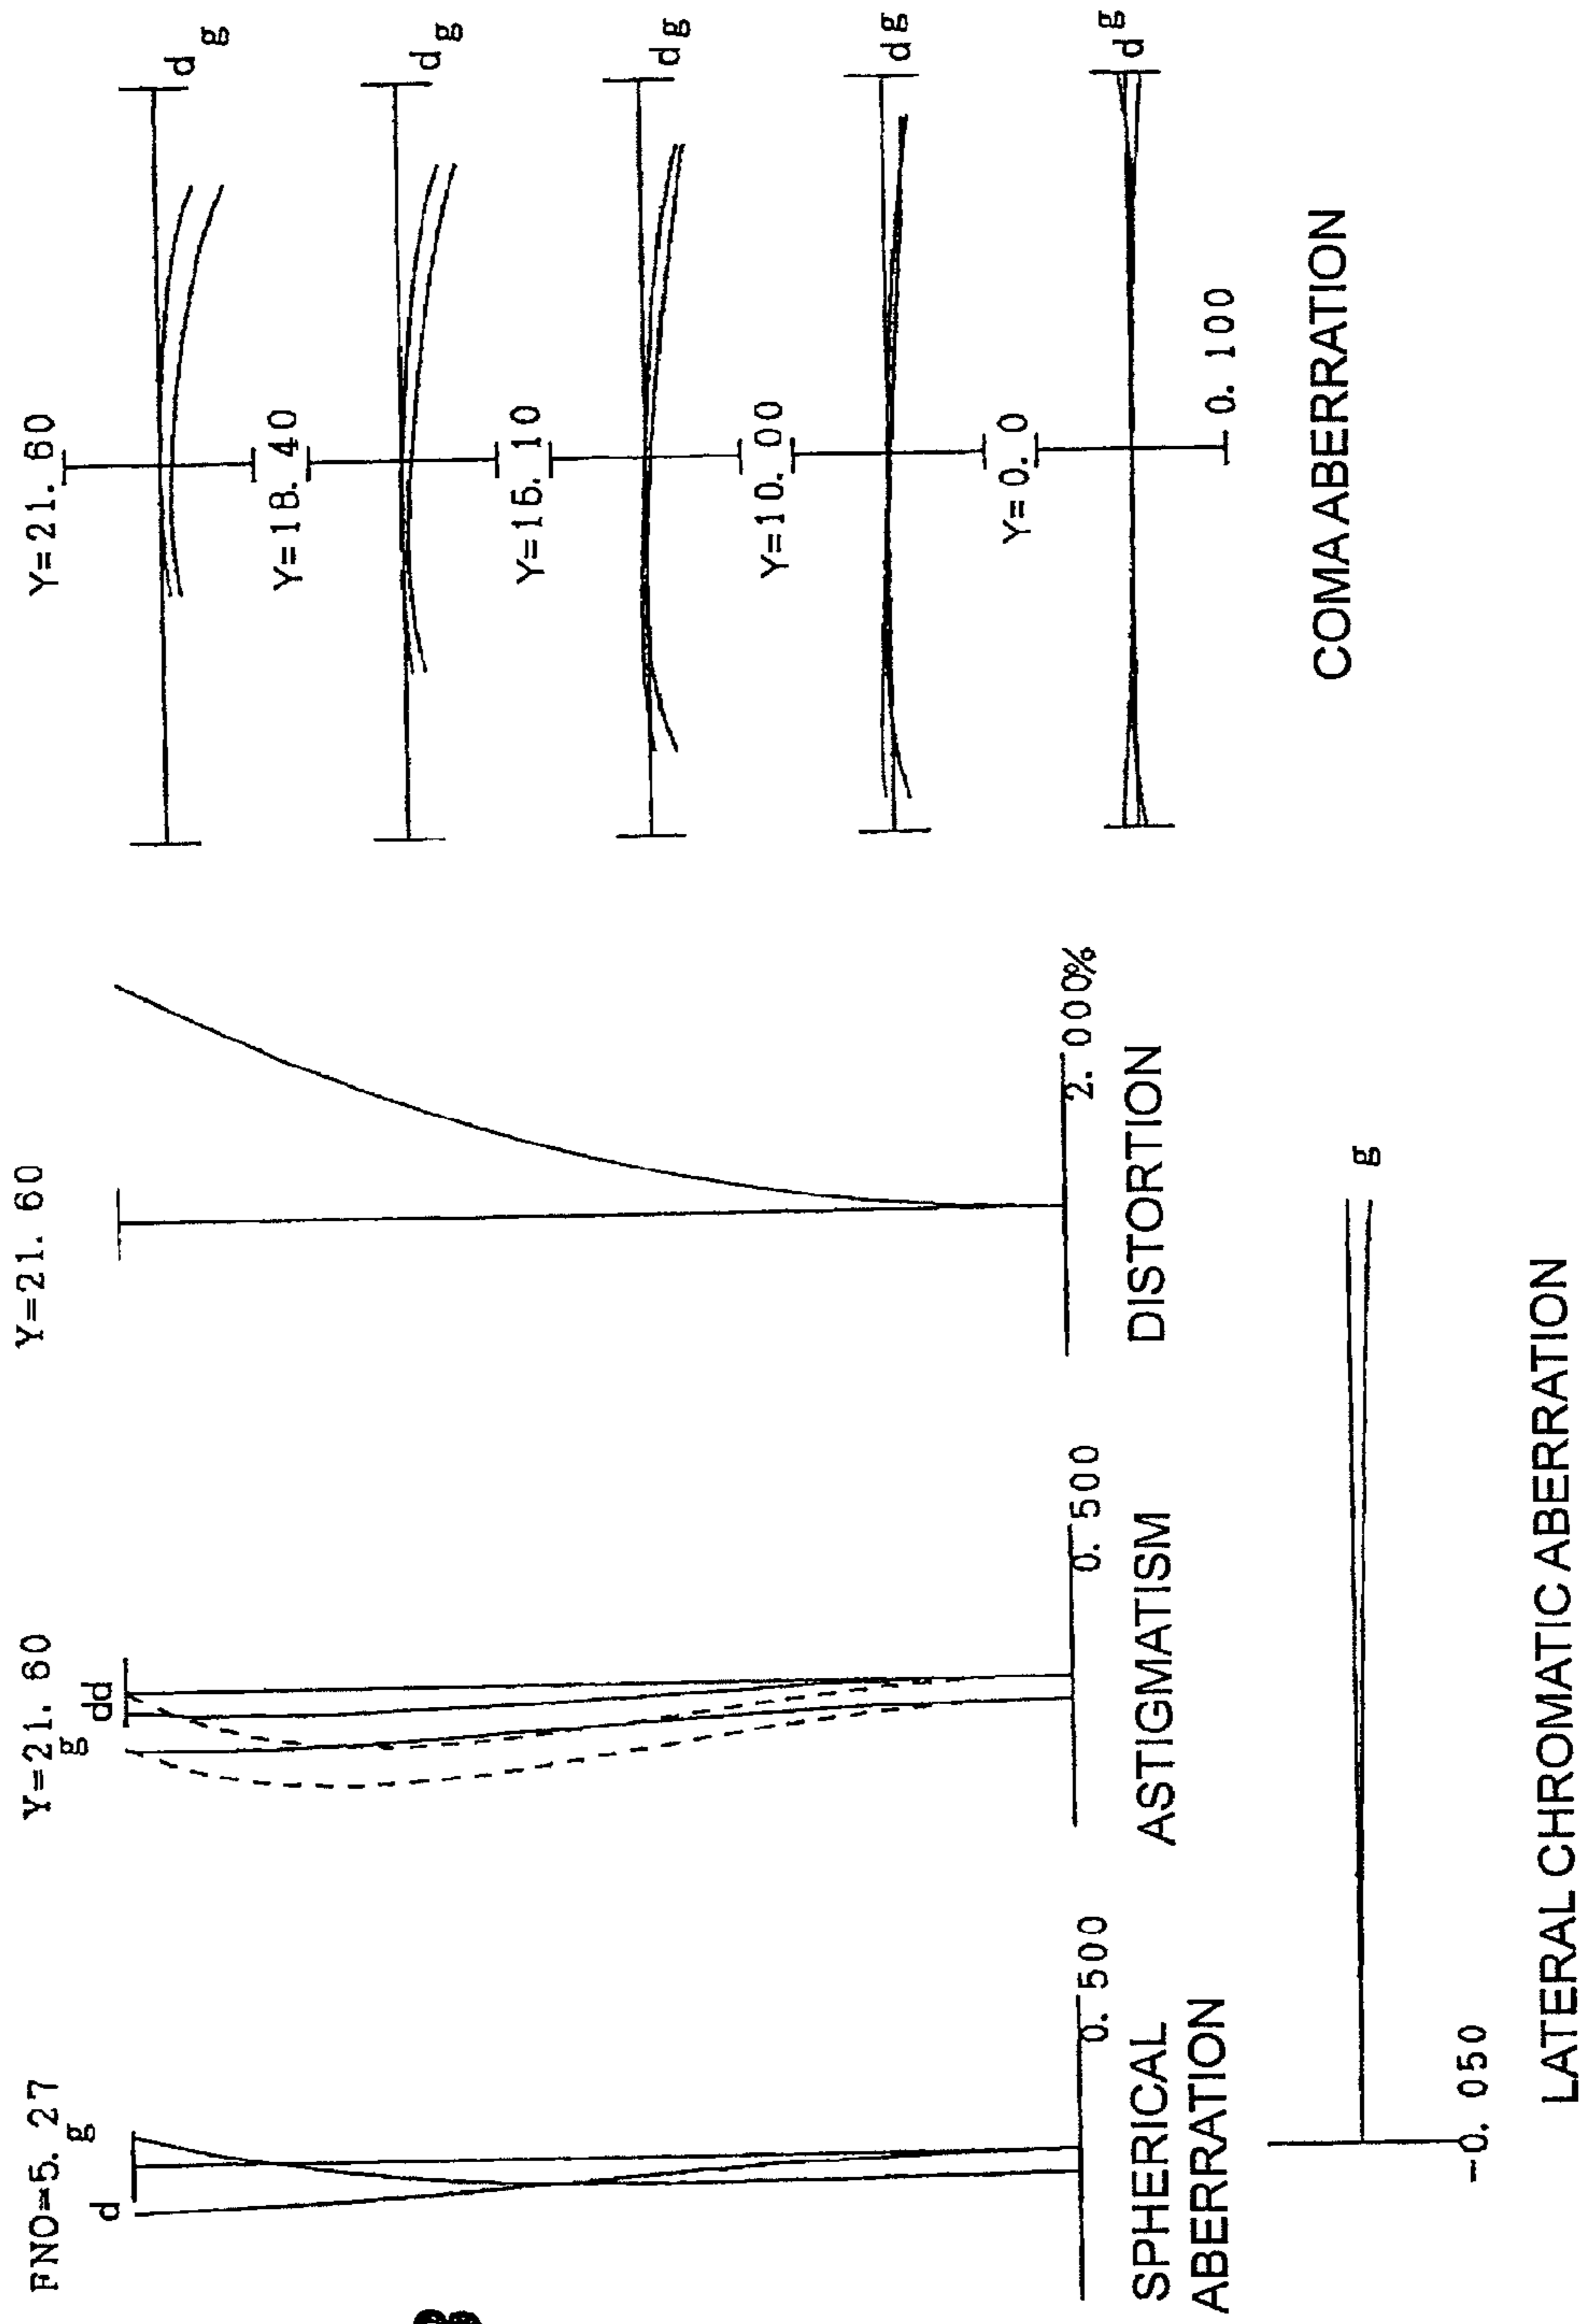 FNO=5. 27
d
g
0. 500
SPHERICAL
ABERRATION
Y=21. 60
g
dd
0. 500
ASTIGMATISM
Y=21. 60
2. 000%
DISTORTION
Y=21. 60
d g
Y=18. 40
d g
Y=15. 10
d g
Y=10. 00
d g
Y=0. 0
d g
0. 100
COMA ABERRATION
g
-0. 050
LATERAL CHROMATIC ABERRATION